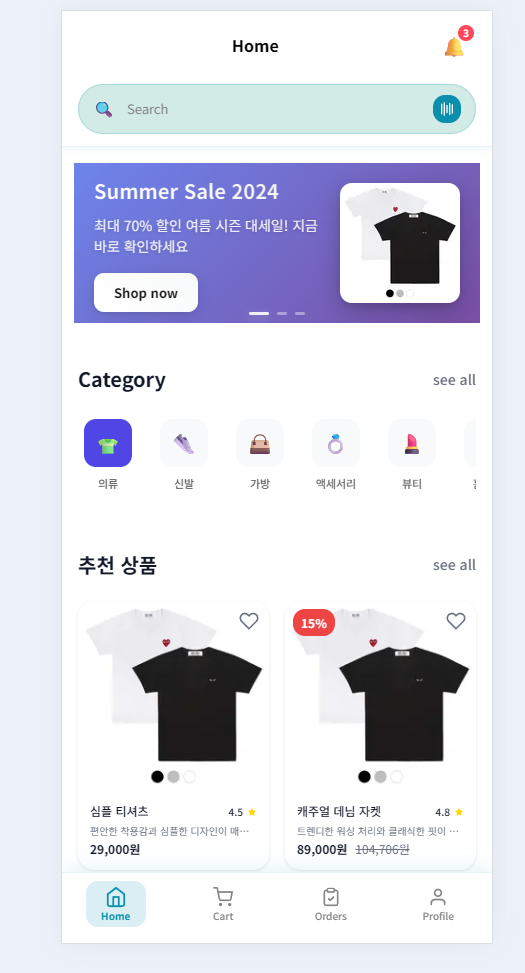 Home
3
Search
Summer Sale 2024
최대 70% 할인 여름 시즌 대세일! 지금
바로 확인하세요
Shop now
Category
see all
의류
신발
가방
액세서리
뷰티
추천 상품
see all
15%
심플 티셔츠
4.5
편안한 착용감과 심플한 디자인이 매…
29,000원
캐주얼 데님 자켓
4.8
트렌디한 워싱 처리와 클래식한 핏이 …
89,000원 104,706원
Home
Cart
Orders
Profile